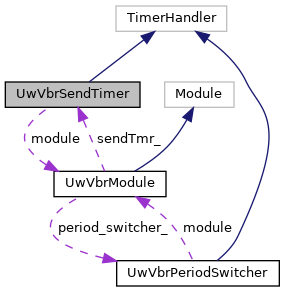 TimerHandler
UwVbrSendTimer
Module
module
sendTmr_
UwVbrModule
period_switcher_
module
UwVbrPeriodSwitcher